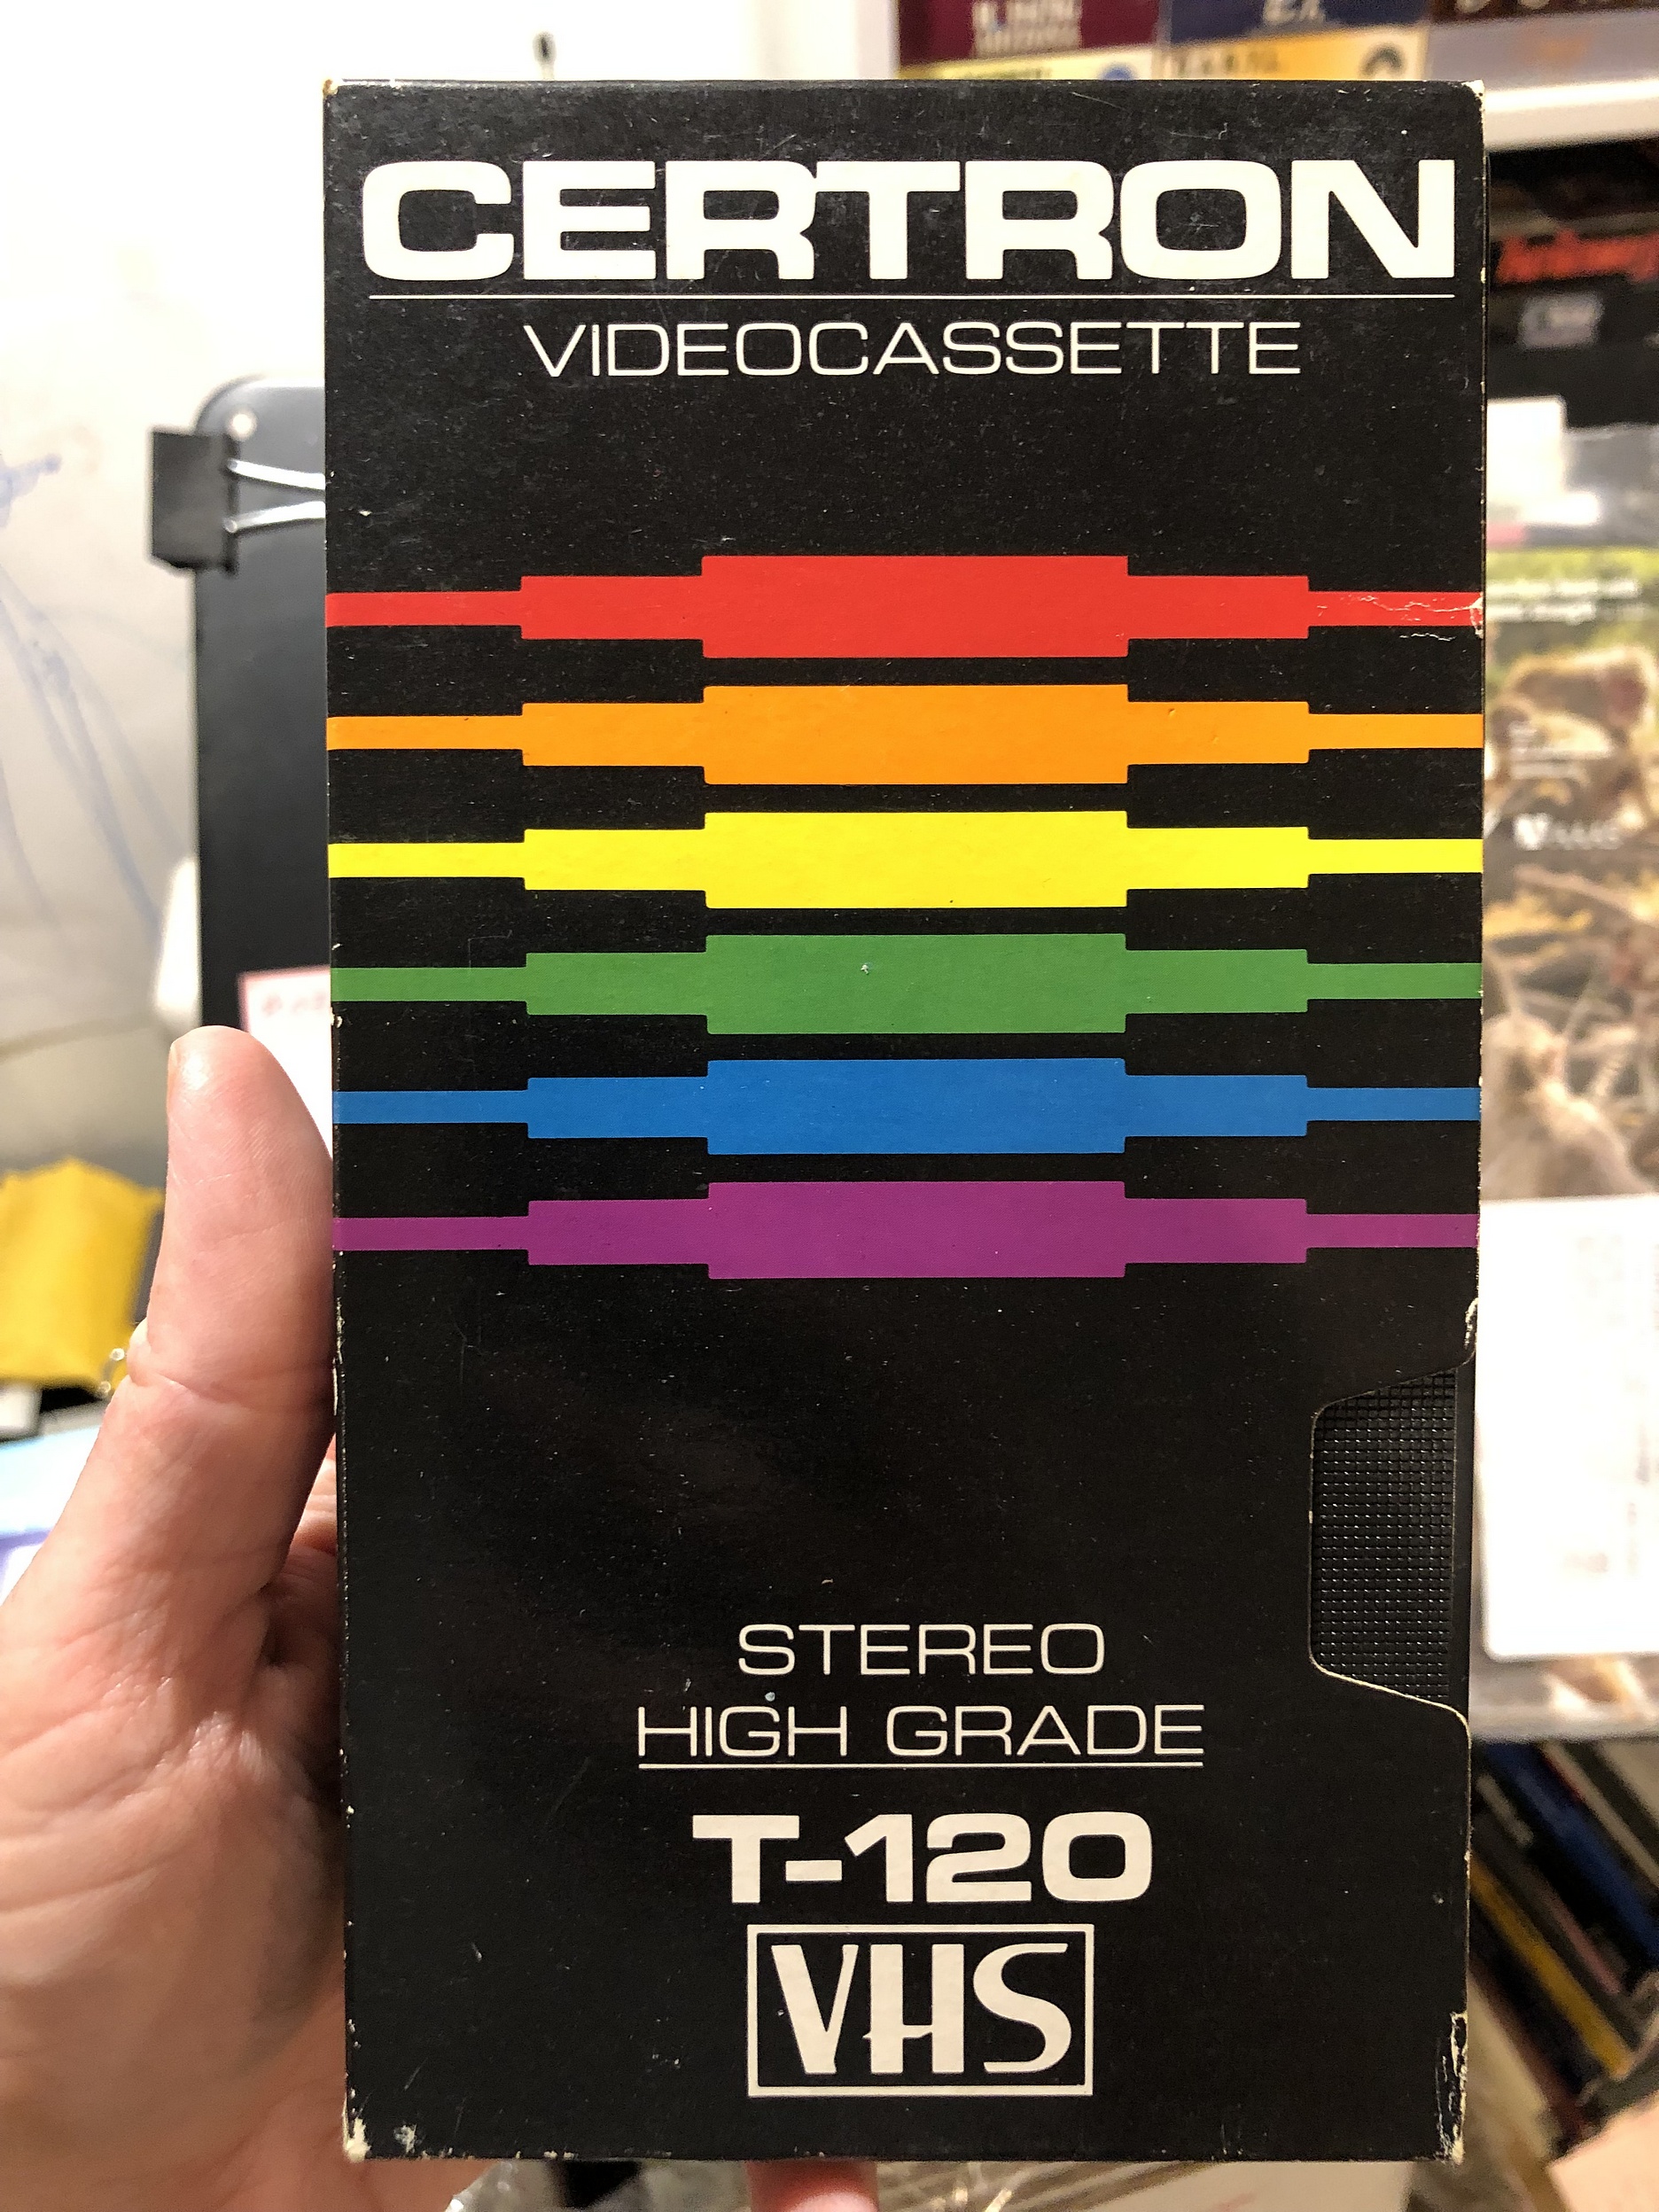 CERTRON
VIDEOCASSETTE
STEREO
HIGH GRADE
T-120
VHS